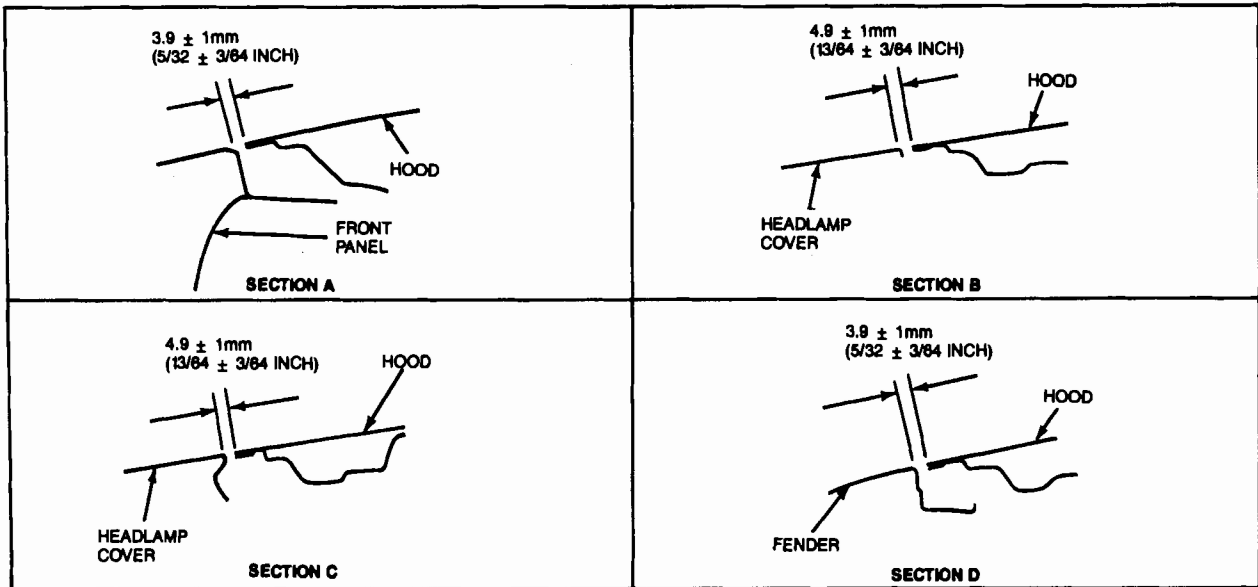 3.9 ± 1mm
(5/32 ± 3/64 INCH)
HOOD
FRONT
PANEL
SECTION A
4.9 ± 1mm
(13/64 ± 3/64 INCH)
HOOD
HEADLAMP
COVER
SECTION B
4.9 ± 1mm
(13/64 ± 3/64 INCH)
HOOD
HEADLAMP
COVER
SECTION C
3.9 ± 1mm
(5/32 ± 3/64 INCH)
HOOD
FENDER
SECTION D